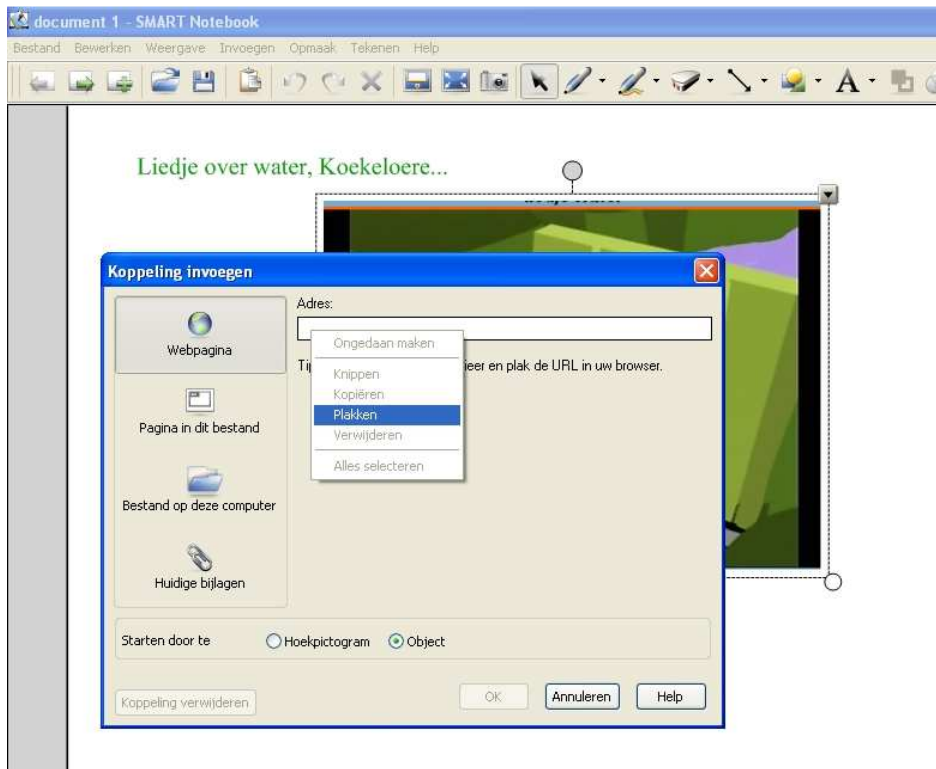 document 1 - SMART Notebook
Bestand Bewerken Weergave Invoegen Opmaak Tekenen Help
A
Liedje over water, Koekeloere...
Koppeling invoegen
Webpagina
Pagina in dit bestand
Bestand op deze computer
Huidige bijlagen
Adres:
ieer en plak de URL in uw browser.
Ongedaan maken
Knippen
Kopiëren
Plakken
Verwijderen
Alles selecteren
Starten door te Hoekpictogram Object
Koppeling verwijderen OK Annuleren Help